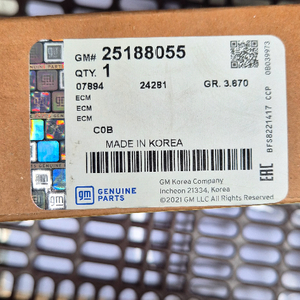 GM# 25188055
QTY. 1
07894 24281 GR. 3.670
ECM
ECM
ECM
C0B
MADE IN KOREA
GM Korea Company
Incheon 21334, Korea
©2021 GM LLC All Rights Reserved
gm GENUINE
PARTS
0B039973
BFS8221417 CCP
EAC